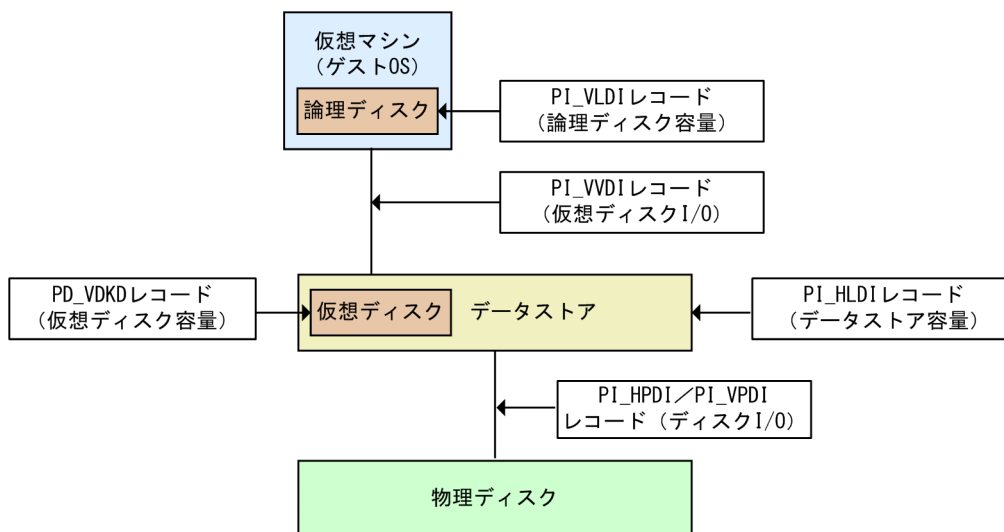 仮想マシン
（ゲストOS）
論理ディスク
PI_VLDIレコード
（論理ディスク容量）
PI_VVDIレコード
（仮想ディスクI/O）
PD_VDKDレコード
（仮想ディスク容量）
仮想ディスク
データストア
PI_HLDIレコード
（データストア容量）
PI_HPDI／PI_VPDI
レコード（ディスクI/O）
物理ディスク